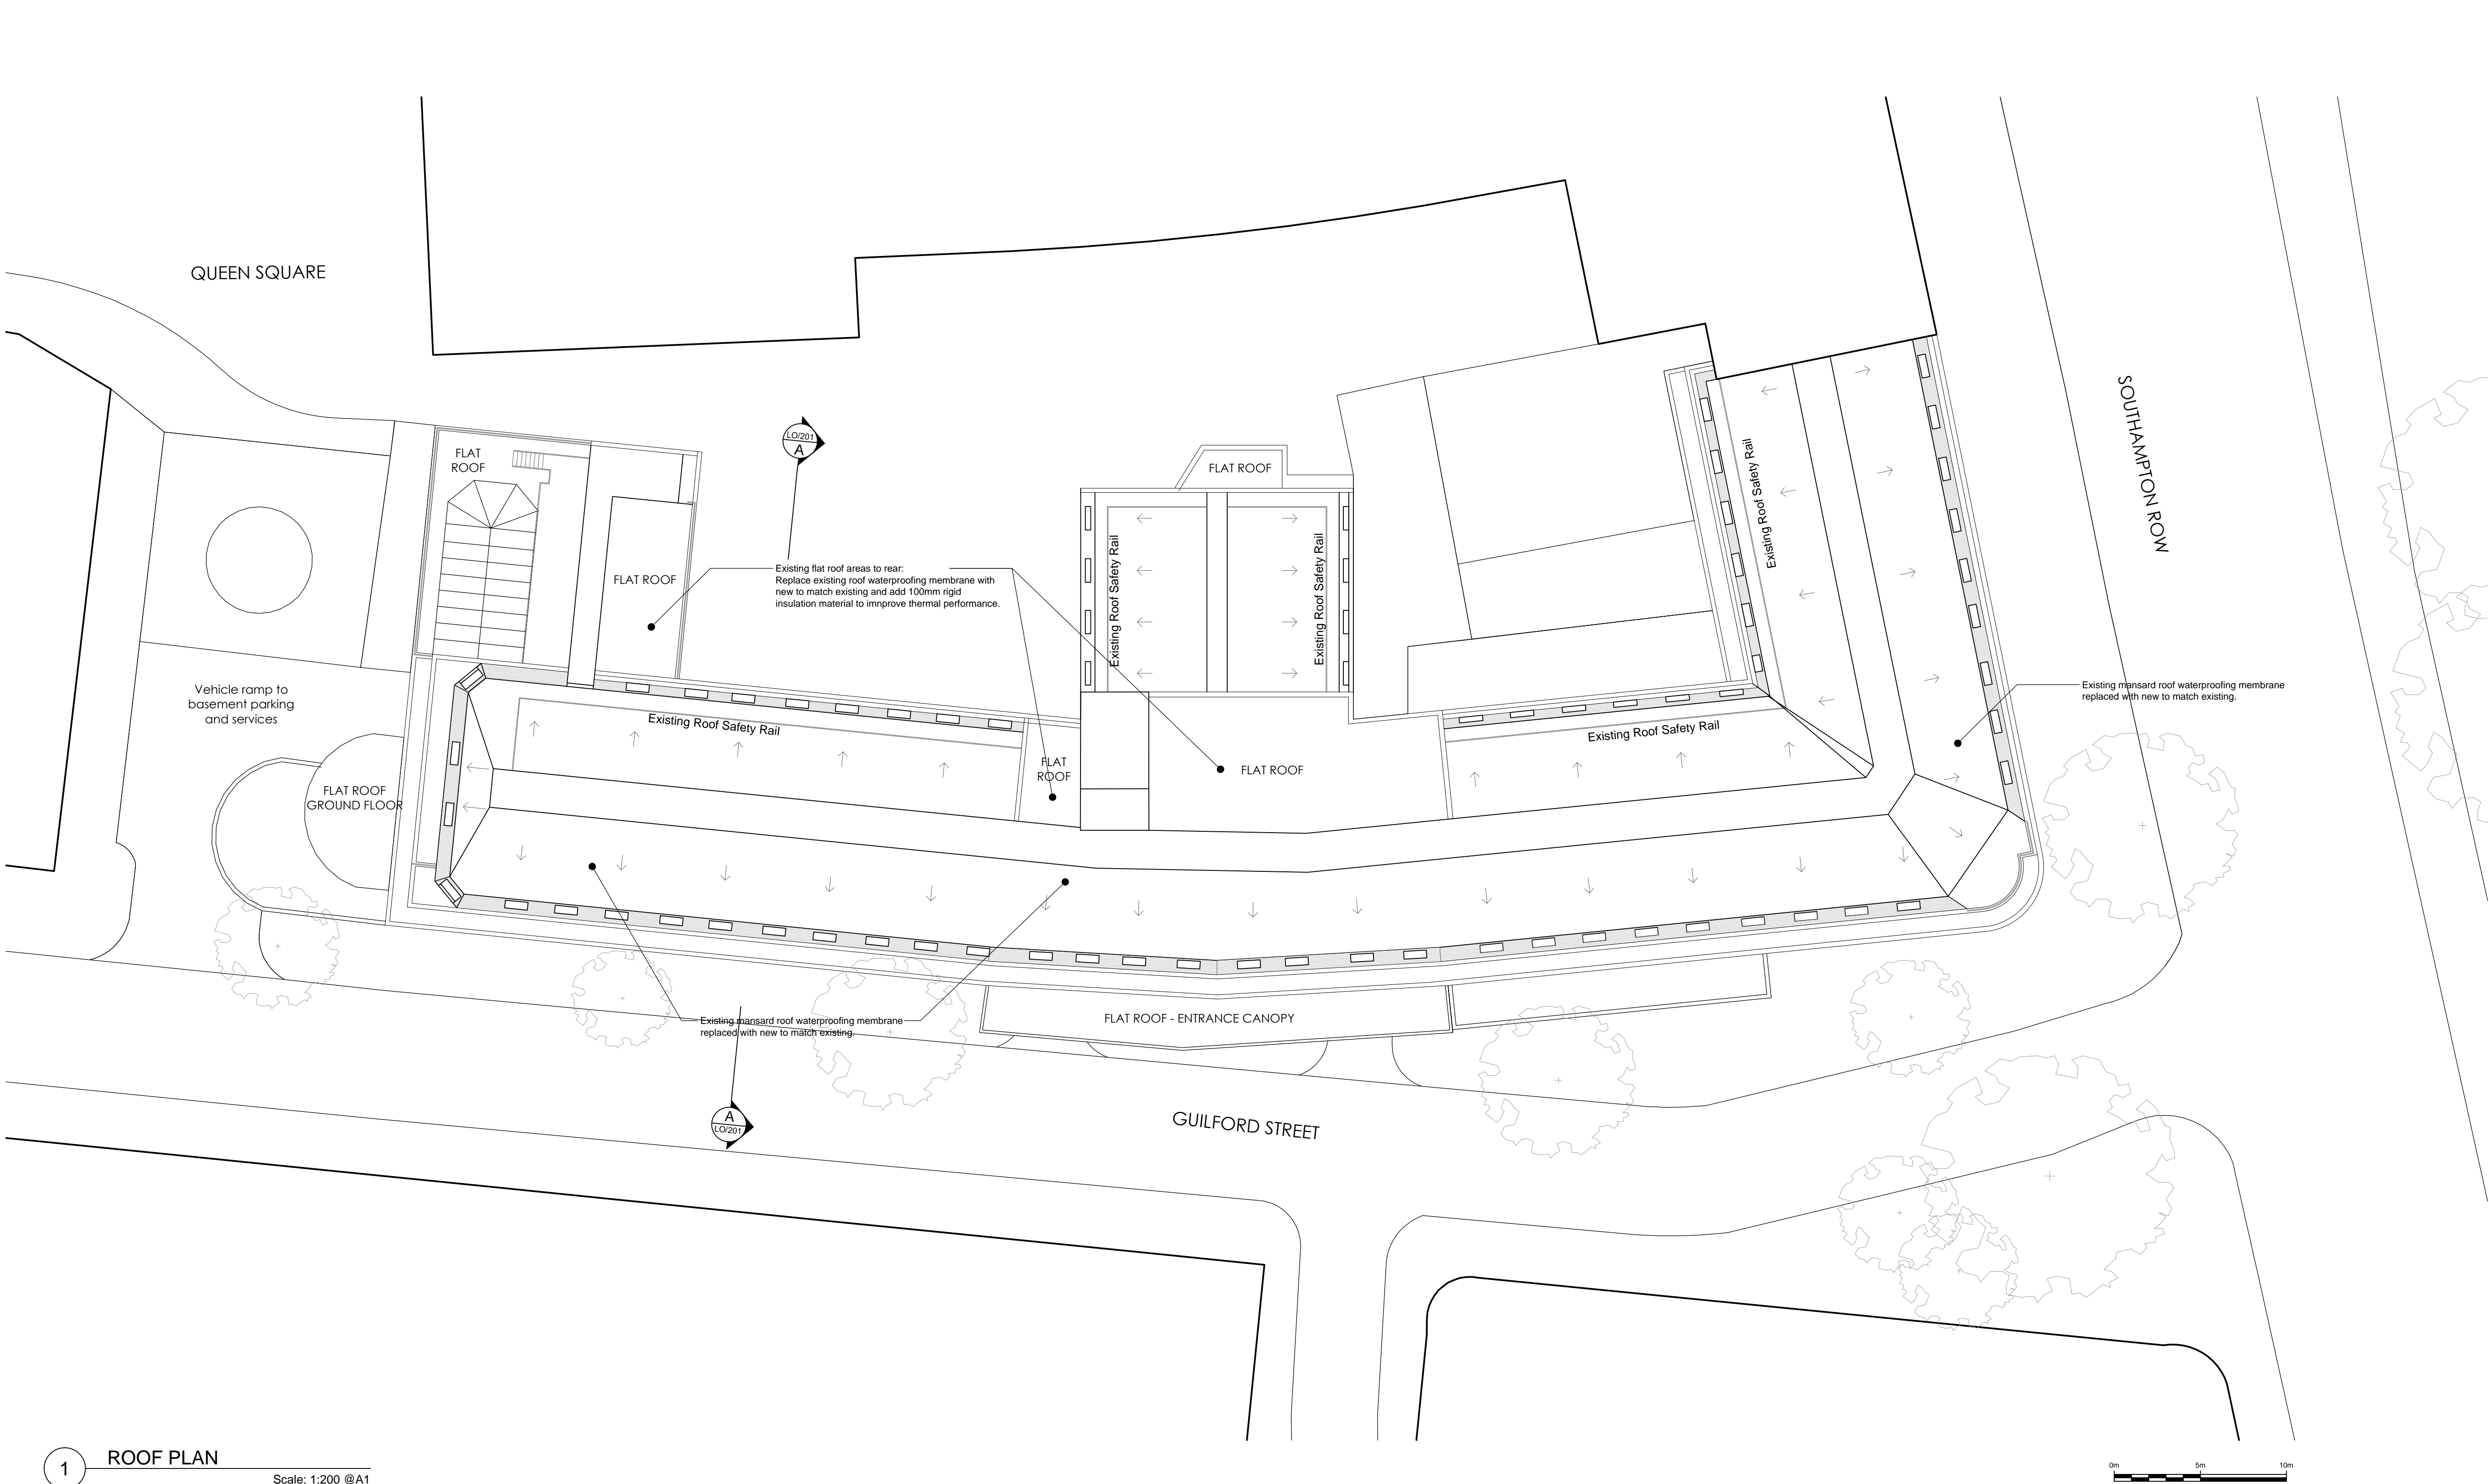 QUEEN SQUARE
SOUTHAMPTON ROW
FLAT
ROOF
LO/201
A
FLAT ROOF
Existing Roof Safety Rail
Existing flat roof areas to rear:
Replace existing roof waterproofing membrane with
new to match existing and add 100mm rigid
insulation material to imnprove thermal performance.
FLAT ROOF
Existing Roof Safety Rail
Existing Roof Safety Rail
Vehicle ramp to
basement parking
and services
Existing Roof Safety Rail
Existing Roof Safety Rail
Existing mansard roof waterproofing membrane
replaced with new to match existing.
FLAT
ROOF
FLAT ROOF
FLAT ROOF
GROUND FLOOR
Existing mansard roof waterproofing membrane
replaced with new to match existing.
FLAT ROOF - ENTRANCE CANOPY
A
LO/201
GUILFORD STREET
1
ROOF PLAN
Scale: 1:200 @A1
0m
5m
10m